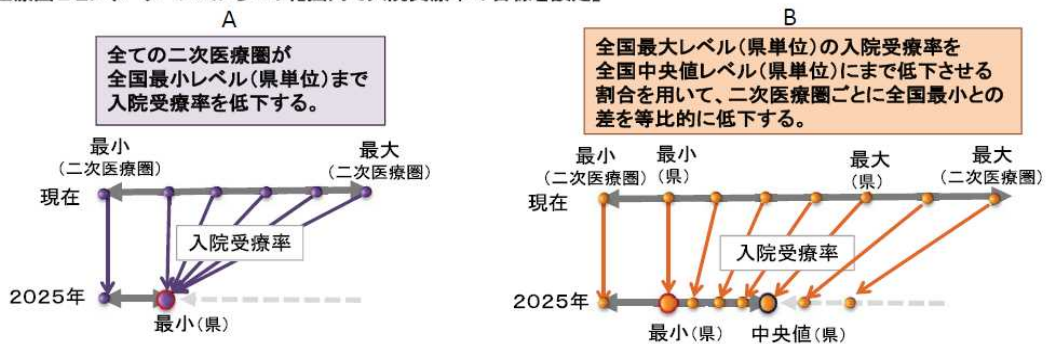 A
全ての二次医療圏が
全国最小レベル(県単位)まで
入院受療率を低下する。
最小
(二次医療圏)
最大
(二次医療圏)
現在
入院受療率
2025年
最小(県)
B
全国最大レベル(県単位)の入院受療率を
全国中央値レベル(県単位)にまで低下させる
割合を用いて、二次医療圏ごとに全国最小との
差を等比的に低下する。
最小
(二次医療圏)
最小
(県)
最大
(県)
最大
(二次医療圏)
現在
入院受療率
2025年
最小(県)
中央値(県)